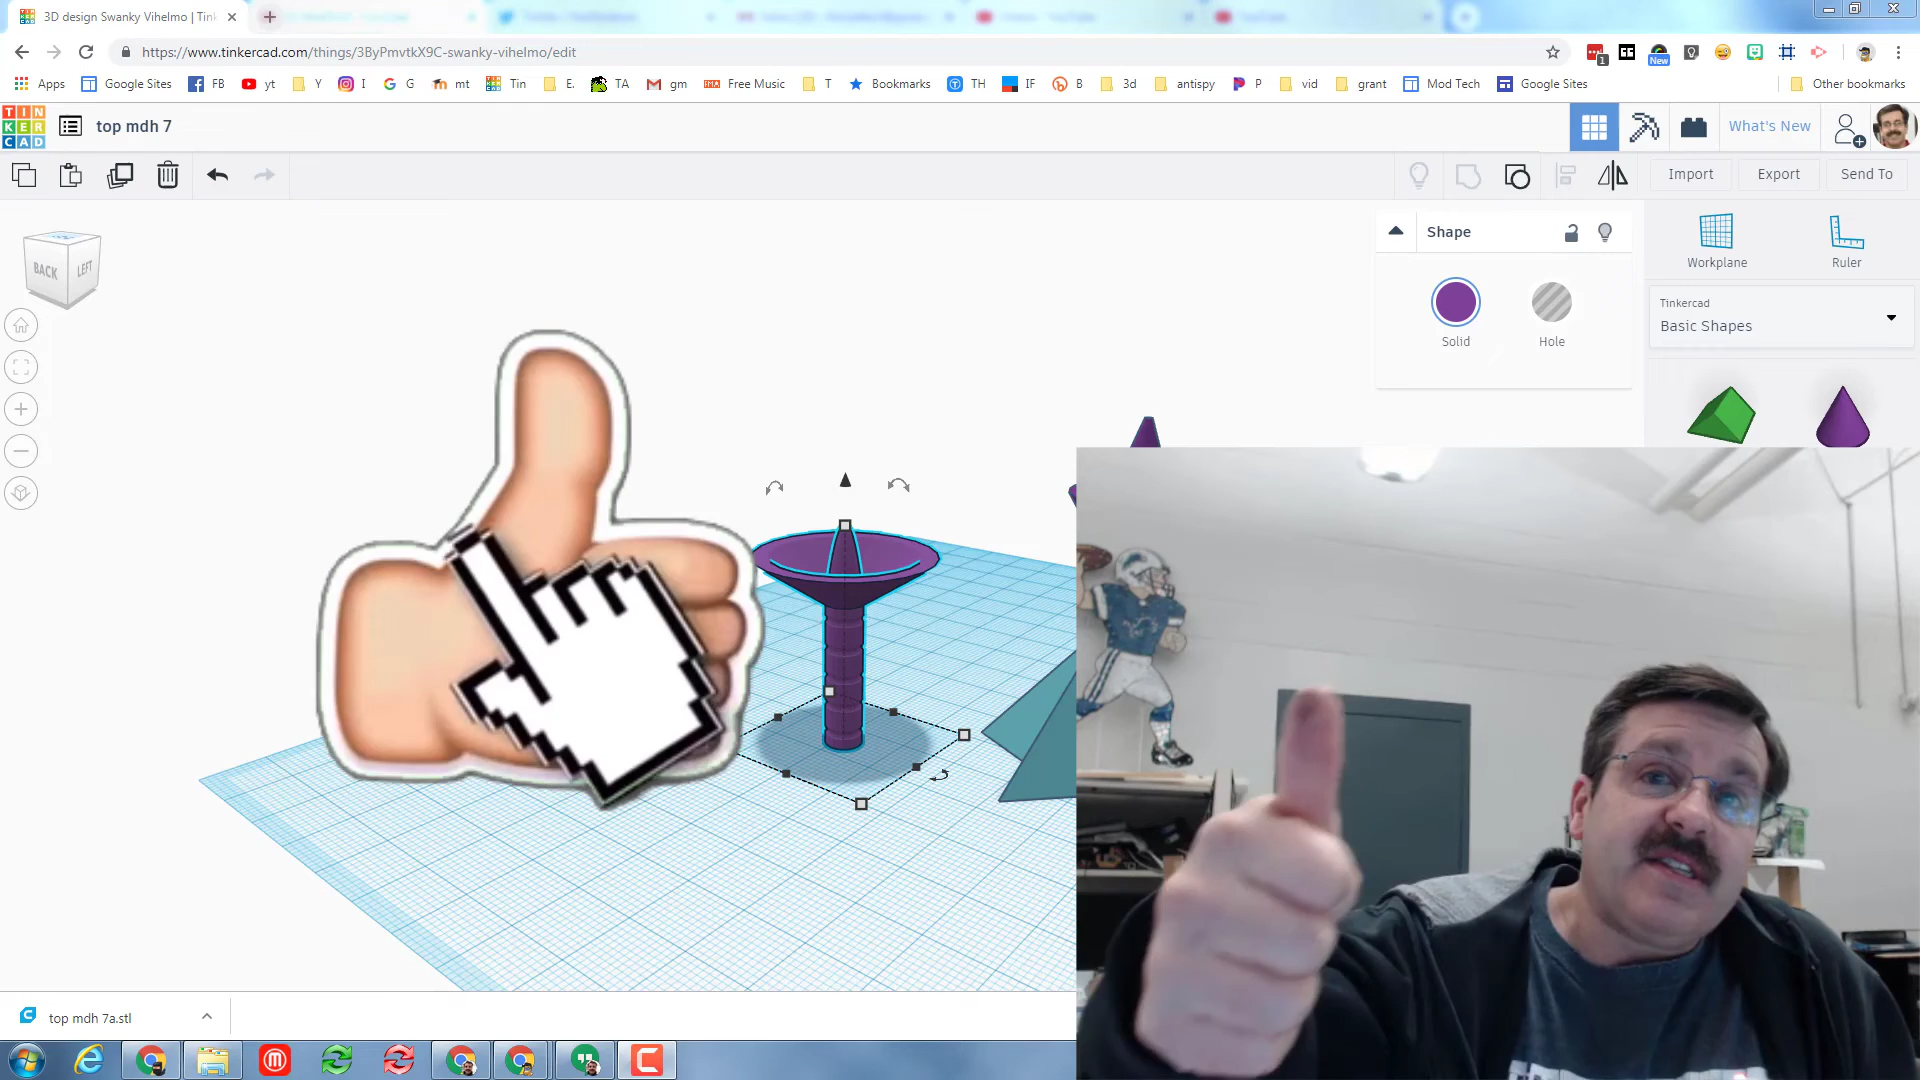 3D design Swanky Vihelmo | Tink
https://www.tinkercad.com/things/3ByPmvtkX9C-swanky-vihelmo/edit
1
New
Apps Google Sites FB yt Y I G mt Tin E. TA gm Free Music T Bookmarks TH IF B 3d antispy P vid grant Mod Tech Google Sites Other bookmarks
TIN
KER
CAD
top mdh 7
What's New
Import Export Send To
BACK LEFT
Shape
Solid Hole
Workplane Ruler
Tinkercad
Basic Shapes
top mdh 7a.stl